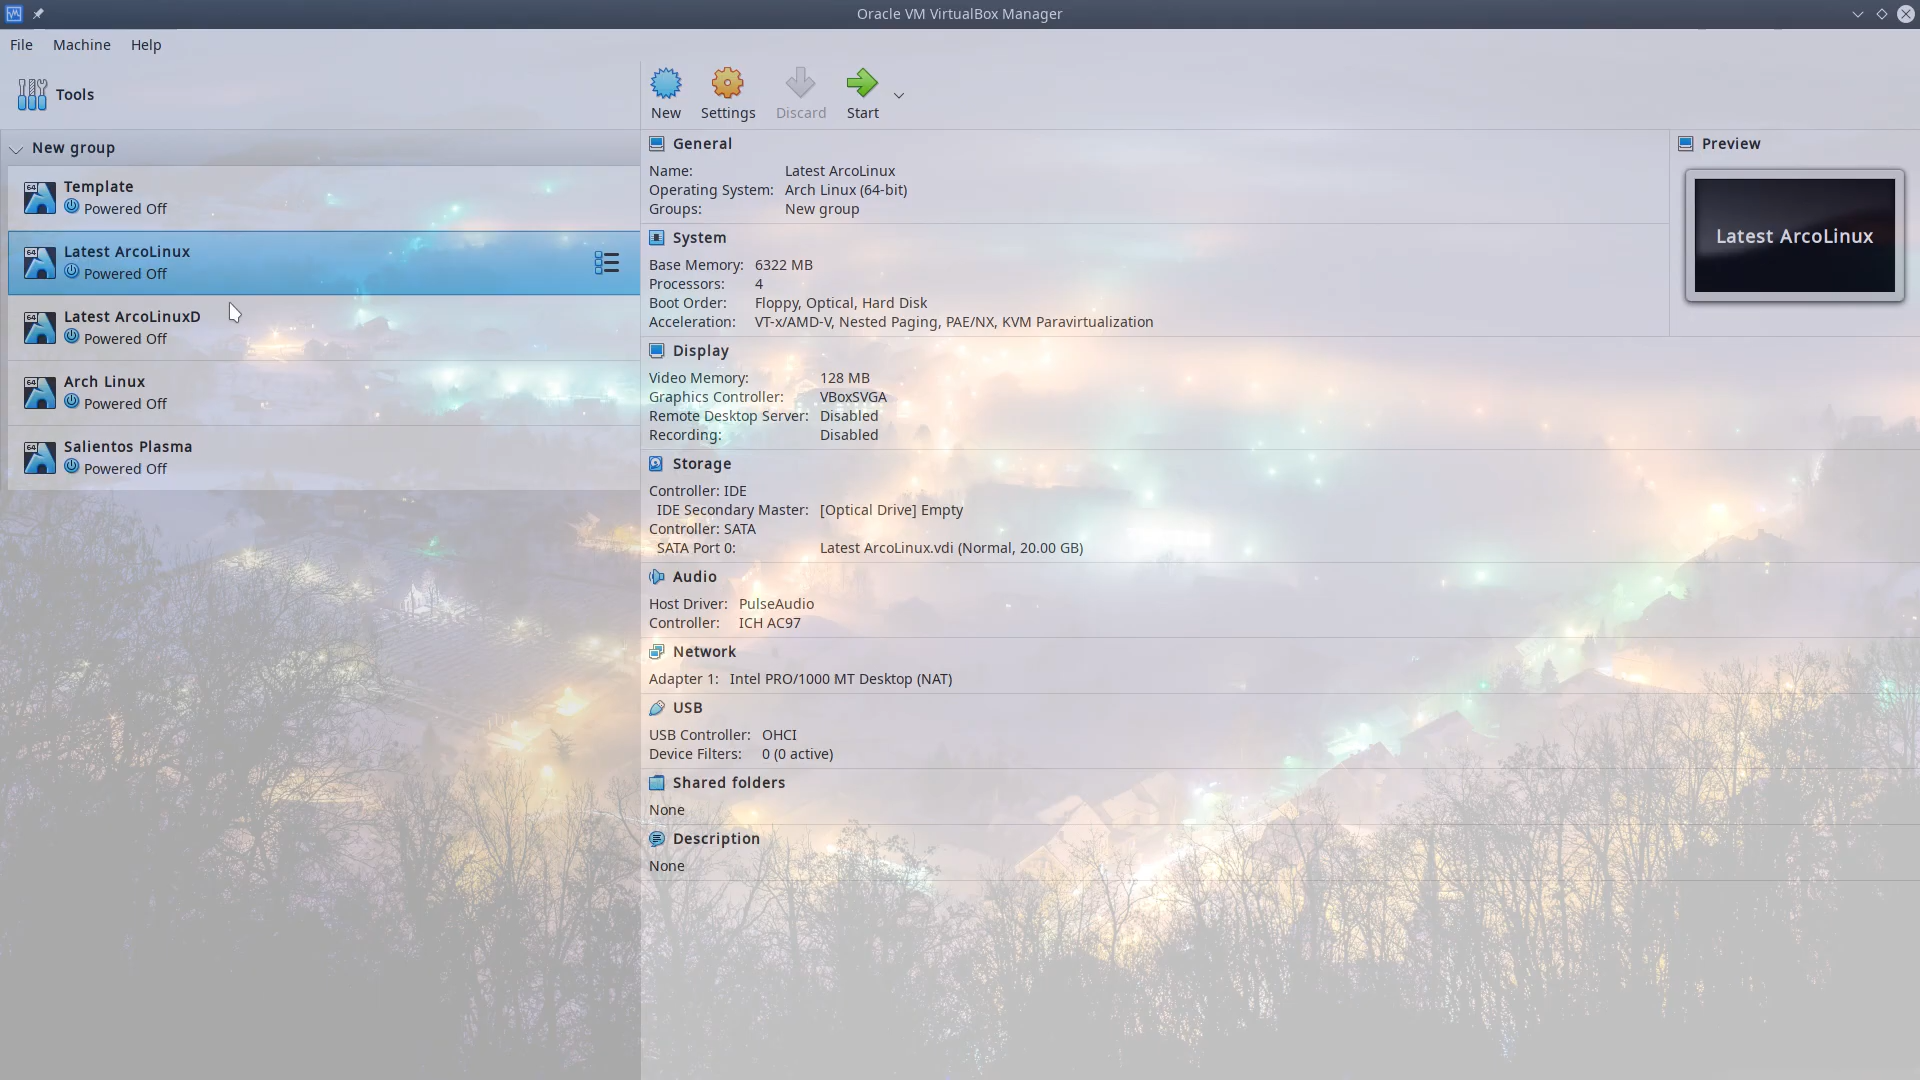 Oracle VM VirtualBox Manager
File Machine Help
Tools
New Settings Discard Start
New group
64 Template
Powered Off
64 Latest ArcoLinux
Powered Off
64 Latest ArcoLinuxD
Powered Off
64 Arch Linux
Powered Off
64 Salientos Plasma
Powered Off
General
Name: Latest ArcoLinux
Operating System: Arch Linux (64-bit)
Groups: New group
Preview
Latest ArcoLinux
System
Base Memory: 6322 MB
Processors: 4
Boot Order: Floppy, Optical, Hard Disk
Acceleration: VT-x/AMD-V, Nested Paging, PAE/NX, KVM Paravirtualization
Display
Video Memory: 128 MB
Graphics Controller: VBoxSVGA
Remote Desktop Server: Disabled
Recording: Disabled
Storage
Controller: IDE
IDE Secondary Master: [Optical Drive] Empty
Controller: SATA
SATA Port 0: Latest ArcoLinux.vdi (Normal, 20.00 GB)
Audio
Host Driver: PulseAudio
Controller: ICH AC97
Network
Adapter 1: Intel PRO/1000 MT Desktop (NAT)
USB
USB Controller: OHCI
Device Filters: 0 (0 active)
Shared folders
None
Description
None